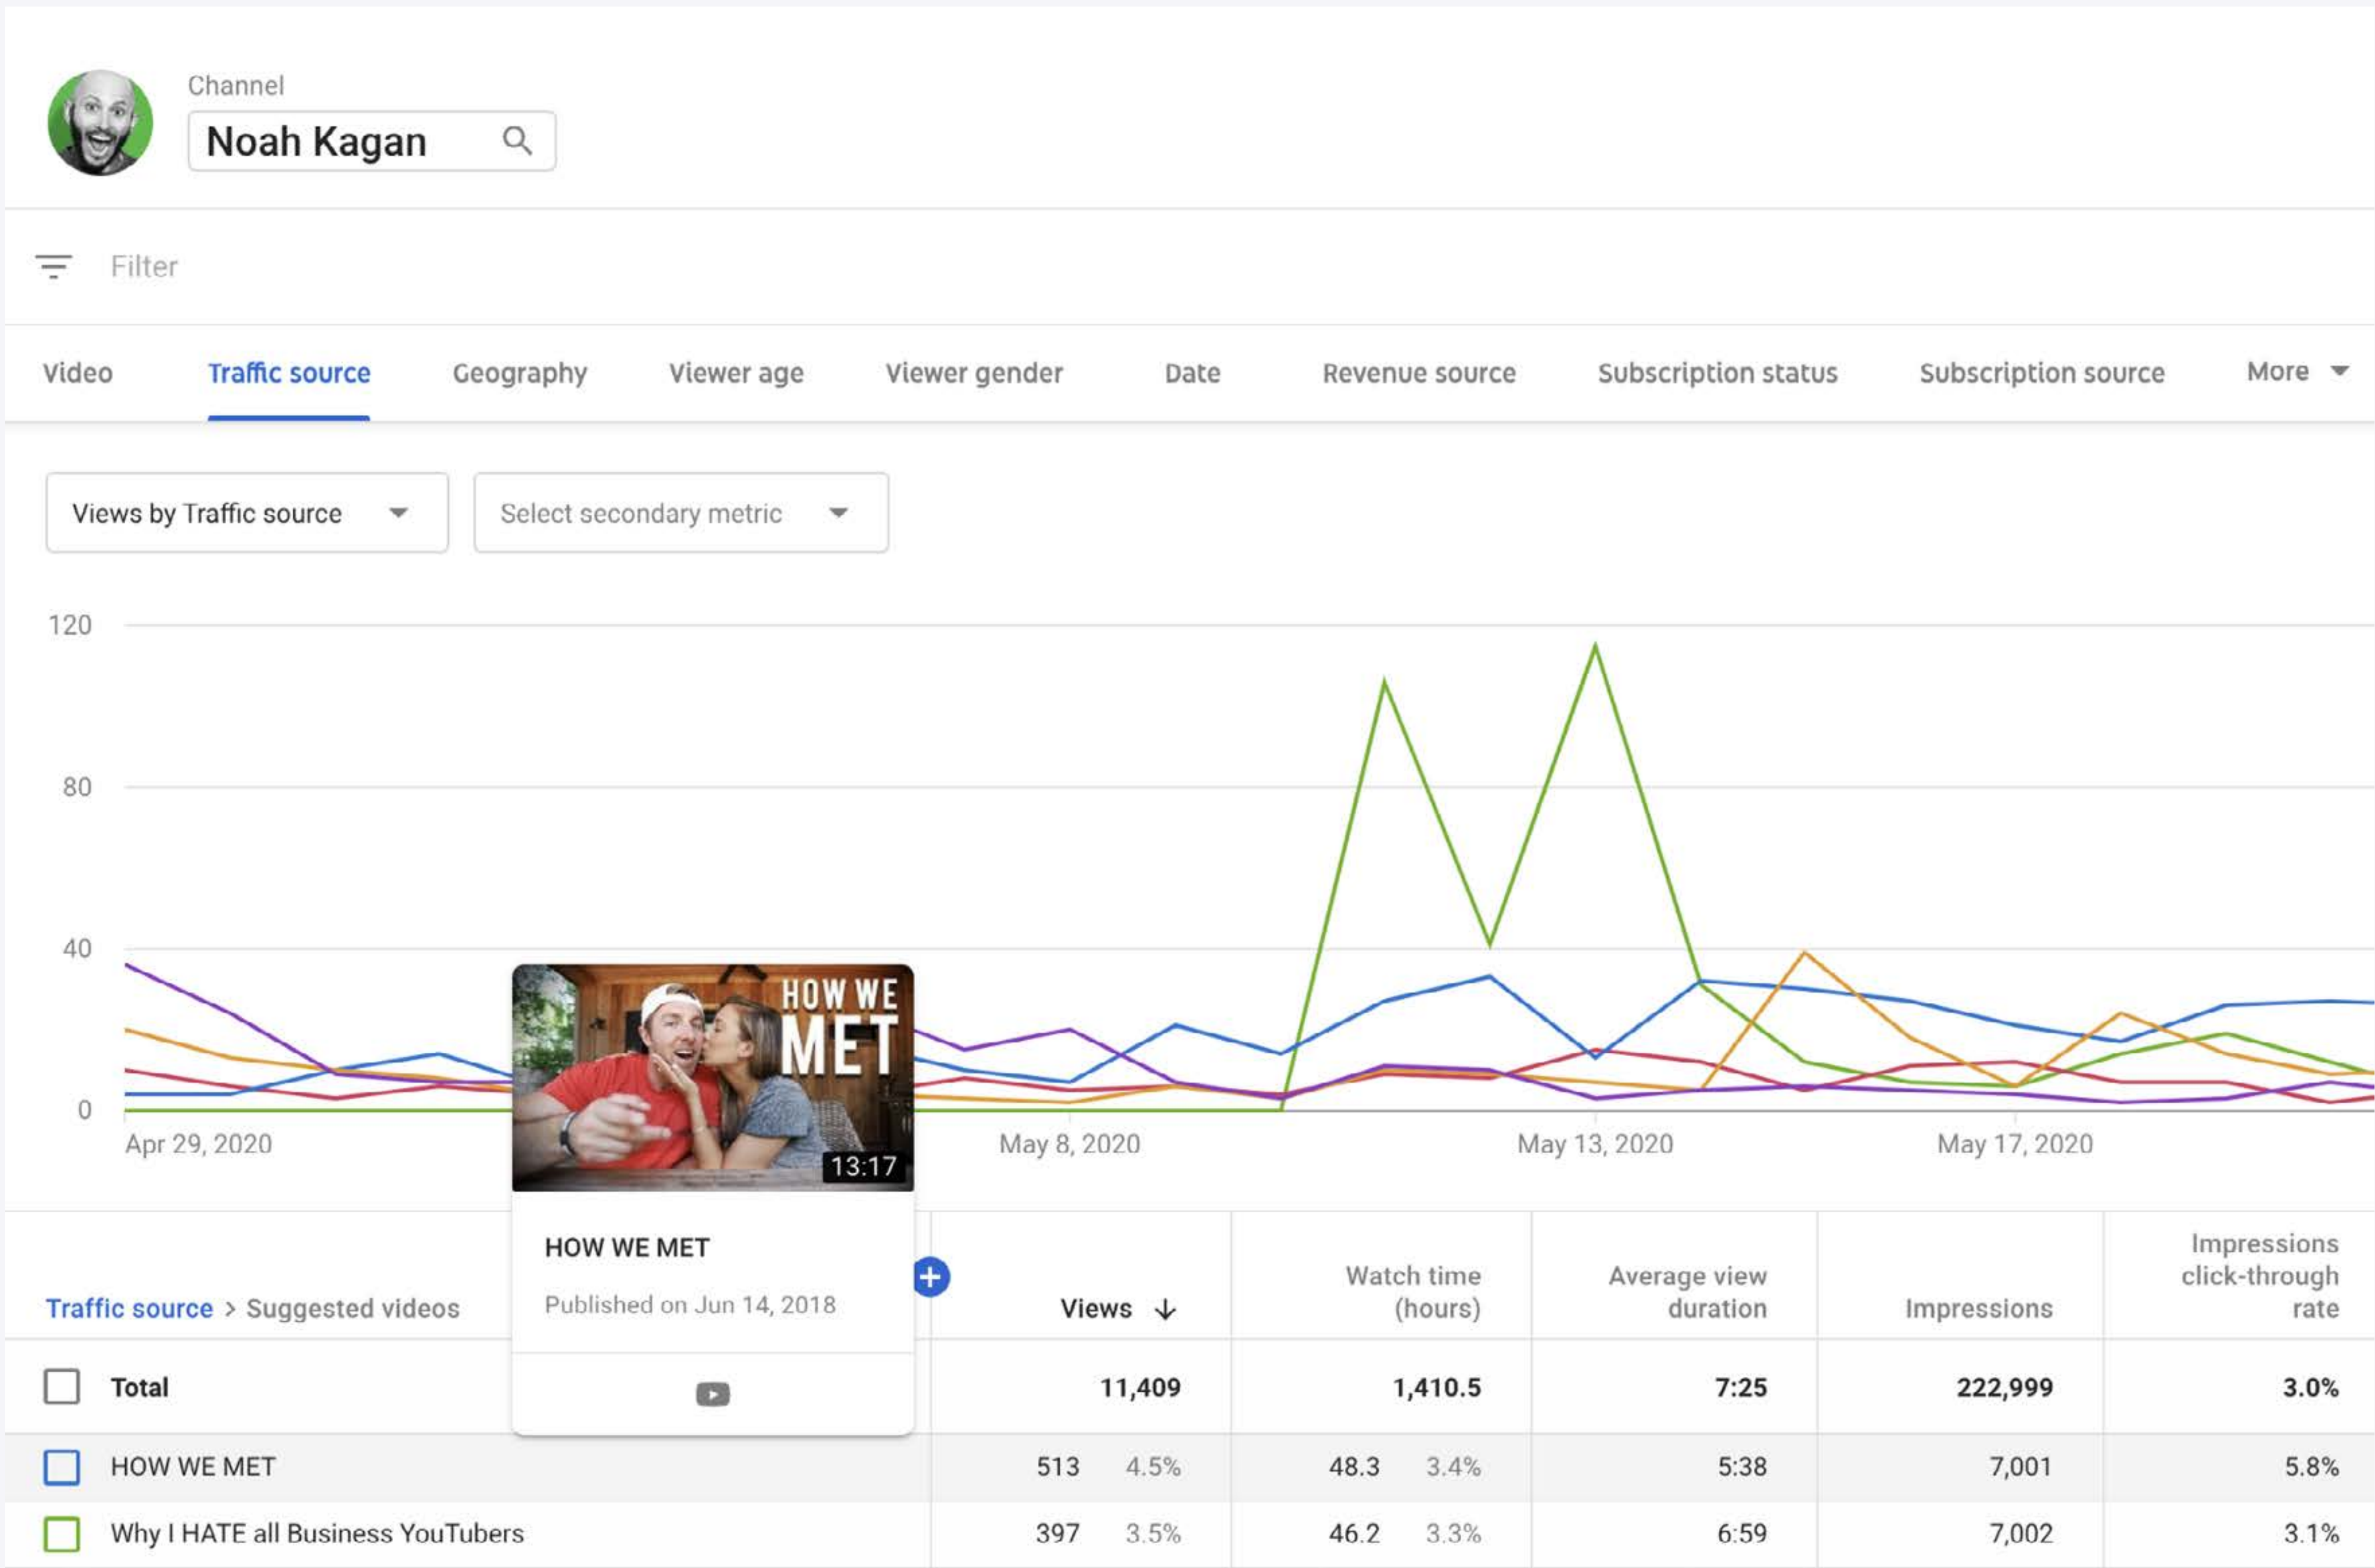 Channel
Noah Kagan
Filter
Video Traffic source Geography Viewer age Viewer gender Date Revenue source Subscription status Subscription source More
Views by Traffic source Select secondary metric
120
80
40
0
Apr 29, 2020 May 8, 2020 May 13, 2020 May 17, 2020
HOW WE
MET
13:17
HOW WE MET
Published on Jun 14, 2018
Traffic source > Suggested videos
Views
Watch time
(hours)
Average view
duration
Impressions
Impressions
click-through
rate
Total 11,409 1,410.5 7:25 222,999 3.0%
HOW WE MET 513 4.5% 48.3 3.4% 5:38 7,001 5.8%
Why I HATE all Business YouTubers 397 3.5% 46.2 3.3% 6:59 7,002 3.1%